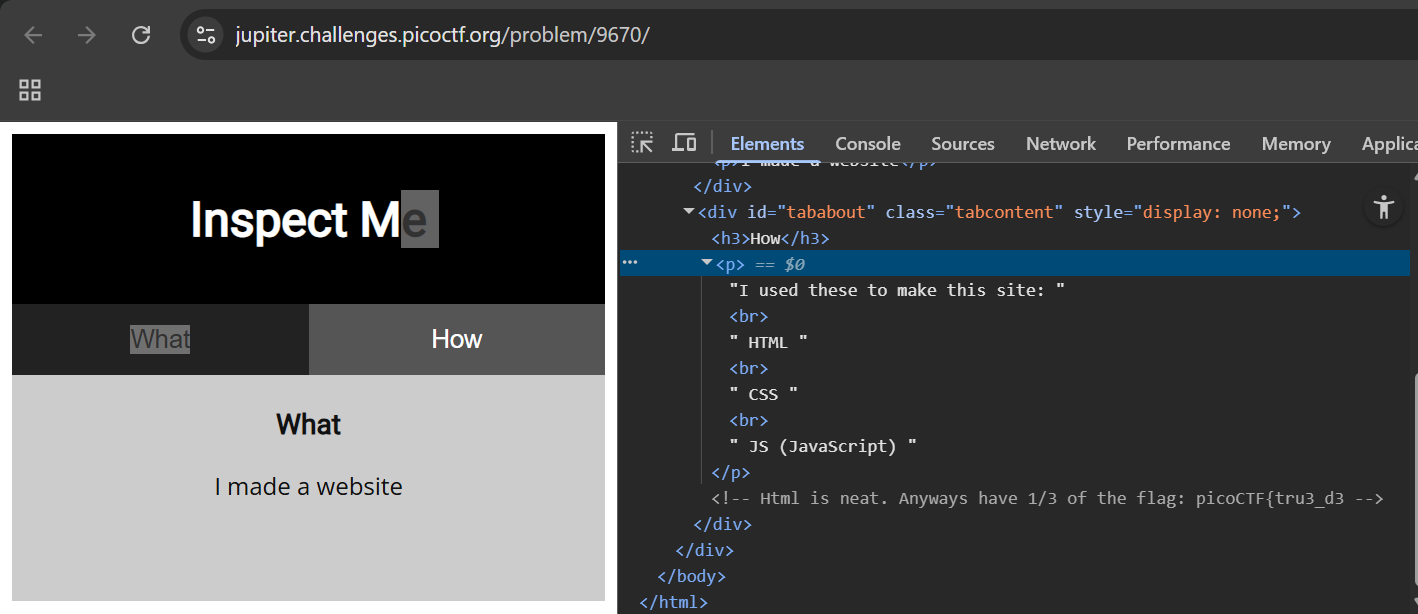 jupiter.challenges.picoctf.org/problem/9670/
Inspect Me
What
How
What
I made a website
Elements Console Sources Network Performance Memory Applica
<p>I made a website</p>
</div>
<div id="tababout" class="tabcontent" style="display: none;">
<h3>How</h3>
<p> == $0
"I used these to make this site: "
<br>
" HTML "
<br>
" CSS "
<br>
" JS (JavaScript) "
</p>
<!-- Html is neat. Anyways have 1/3 of the flag: picoCTF{tru3_d3 -->
</div>
</div>
</body>
</html>